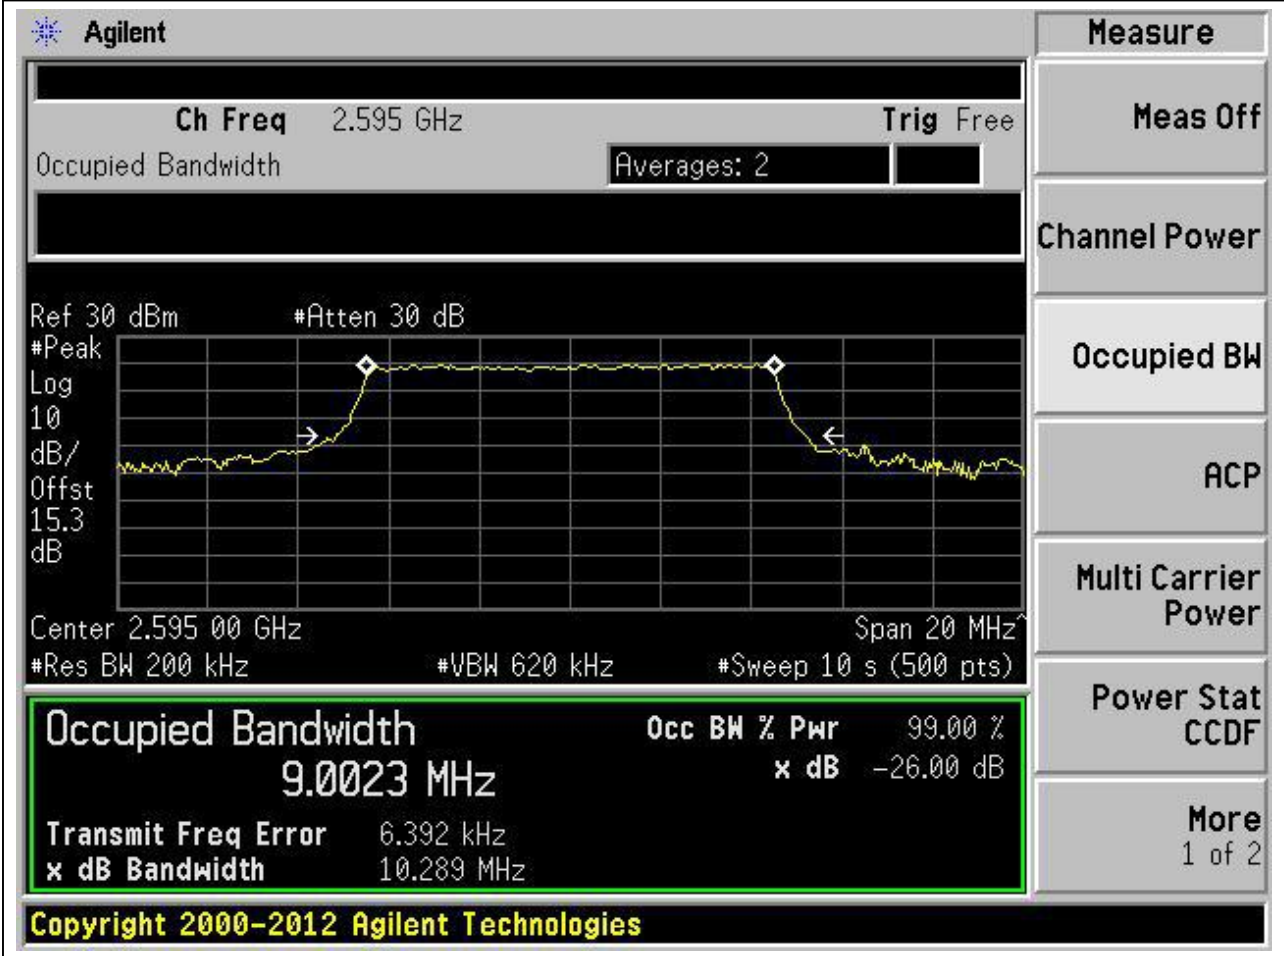 Agilent
Measure
Ch Freq 2.595 GHz Trig Free
Occupied Bandwidth Averages: 2
Meas Off
Channel Power
Occupied BW
ACP
Multi Carrier
Power
Power Stat
CCDF
More
1 of 2
Ref 30 dBm #Atten 30 dB
#Peak
Log
10
dB/
Offst
15.3
dB
Center 2.595 00 GHz Span 20 MHz^
#Res BW 200 kHz #VBW 620 kHz #Sweep 10 s (500 pts)
Occupied Bandwidth Occ BW % Pwr 99.00 %
9.0023 MHz x dB -26.00 dB
Transmit Freq Error 6.392 kHz
x dB Bandwidth 10.289 MHz
Copyright 2000-2012 Agilent Technologies